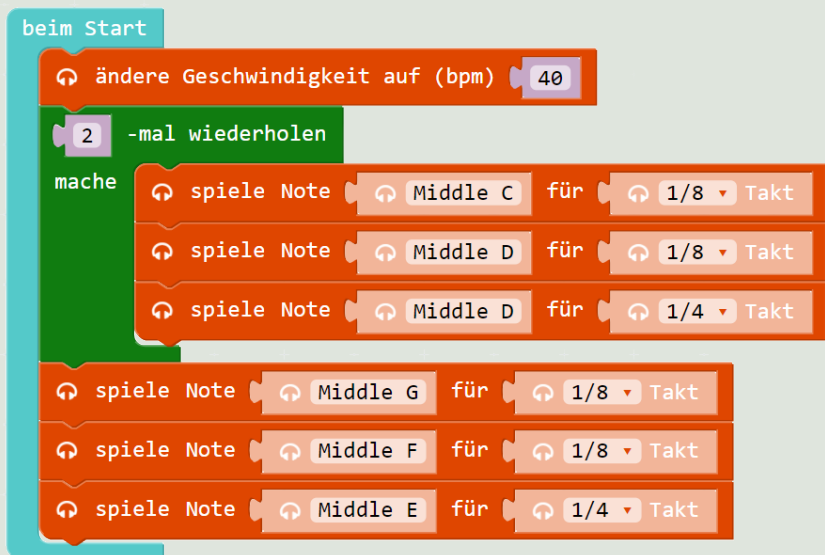 beim Start
ändere Geschwindigkeit auf (bpm) 40
2 -mal wiederholen
mache spiele Note Middle C für 1/8 Takt
spiele Note Middle D für 1/8 Takt
spiele Note Middle D für 1/4 Takt
spiele Note Middle G für 1/8 Takt
spiele Note Middle F für 1/8 Takt
spiele Note Middle E für 1/4 Takt